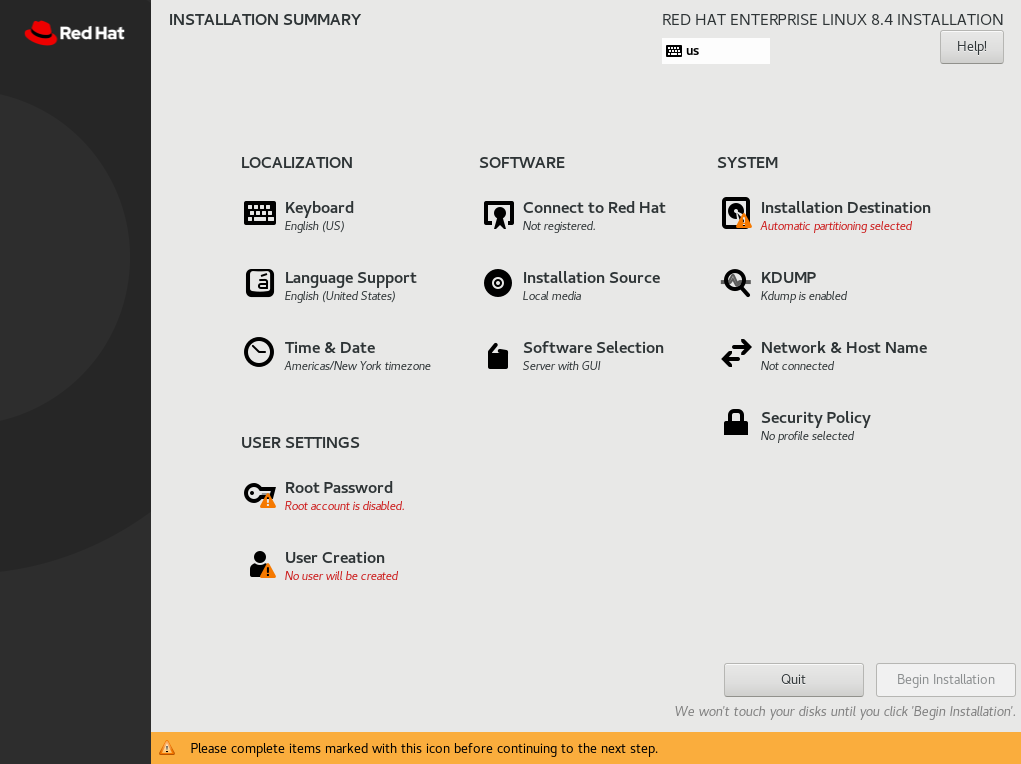 Red Hat
INSTALLATION SUMMARY
RED HAT ENTERPRISE LINUX 8.4 INSTALLATION
us
Help!
LOCALIZATION
Keyboard
English (US)
Language Support
English (United States)
Time & Date
Americas/New York timezone
SOFTWARE
Connect to Red Hat
Not registered.
Installation Source
Local media
Software Selection
Server with GUI
SYSTEM
Installation Destination
Automatic partitioning selected
KDUMP
Kdump is enabled
Network & Host Name
Not connected
Security Policy
No profile selected
USER SETTINGS
Root Password
Root account is disabled.
User Creation
No user will be created
Quit
Begin Installation
We won't touch your disks until you click 'Begin Installation'.
Please complete items marked with this icon before continuing to the next step.